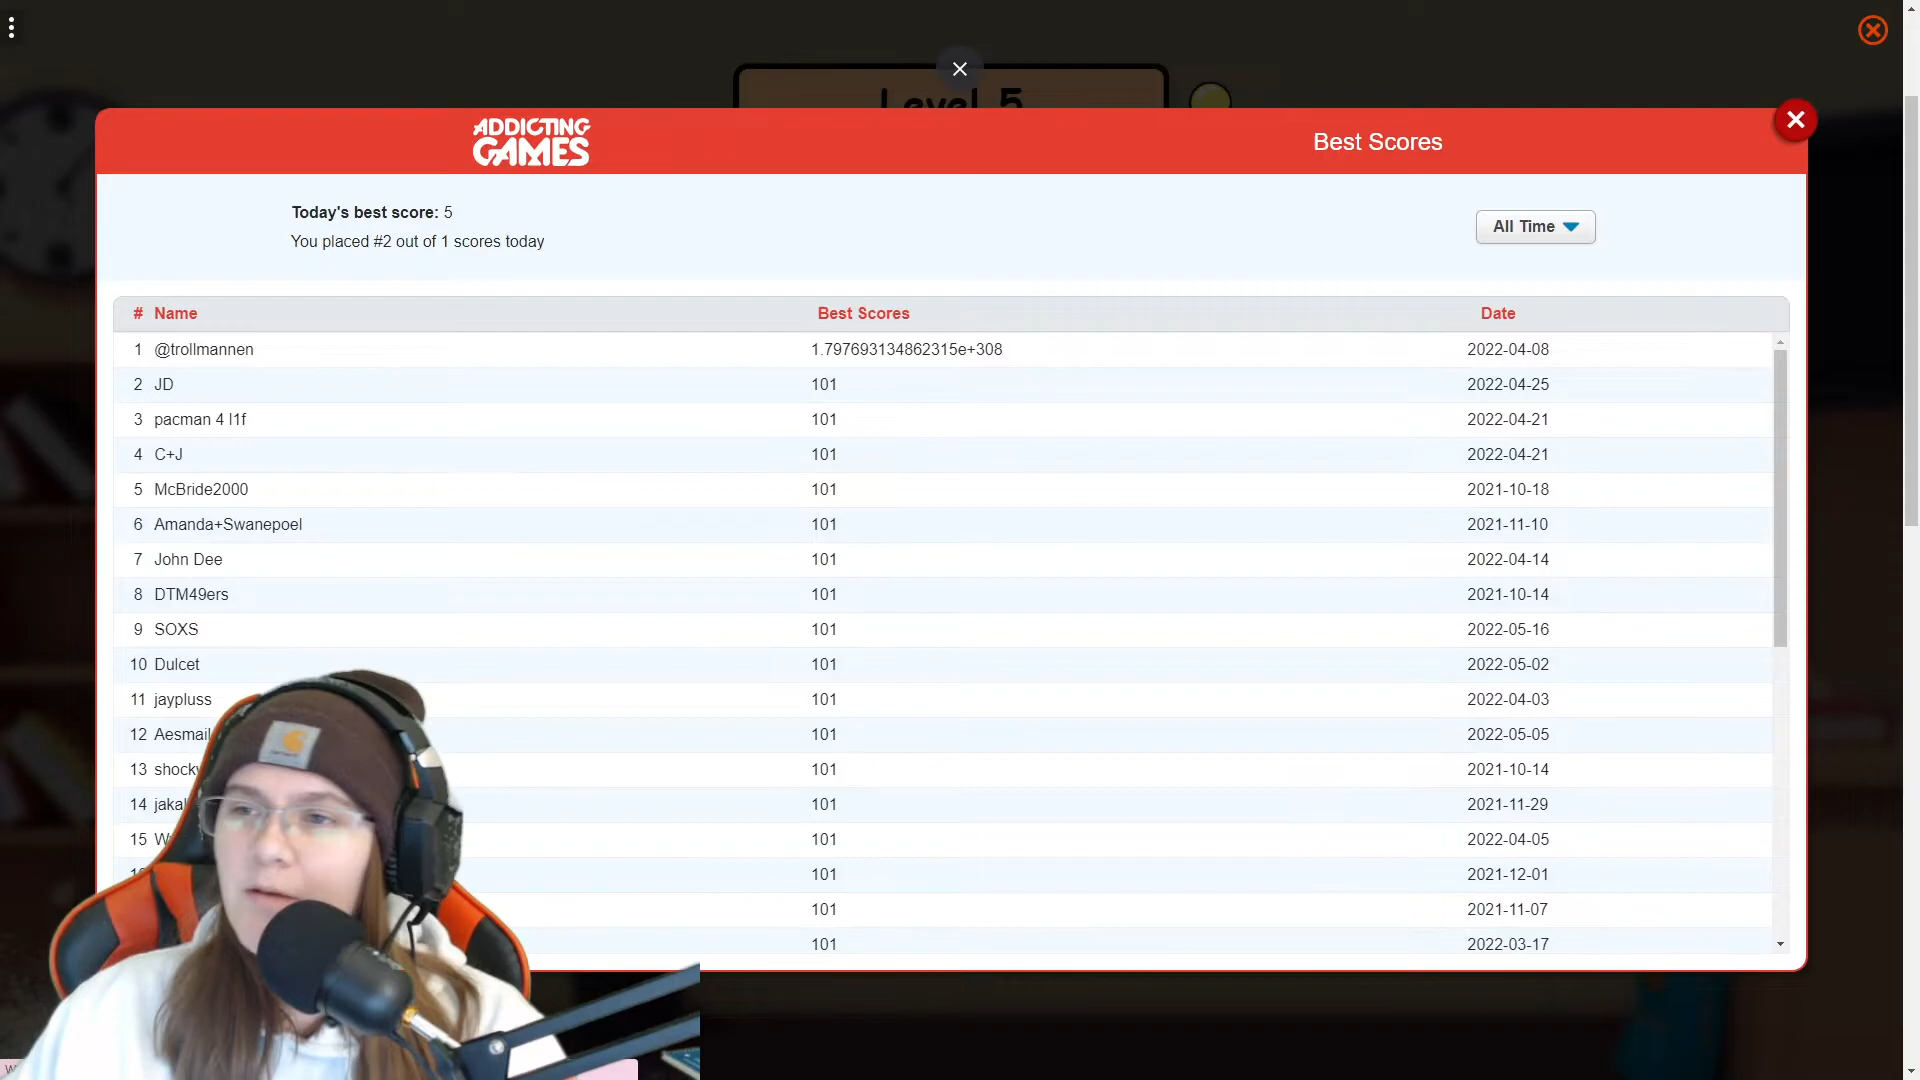 Level 5
ADDICTING
GAMES
Best Scores
Today's best score: 5
You placed #2 out of 1 scores today
All Time
# Name Best Scores Date
1 @trollmannen 1.797693134862315e+308 2022-04-08
2 JD 101 2022-04-25
3 pacman 4 l1f 101 2022-04-21
4 C+J 101 2022-04-21
5 McBride2000 101 2021-10-18
6 Amanda+Swanepoel 101 2021-11-10
7 John Dee 101 2022-04-14
8 DTM49ers 101 2021-10-14
9 SOXS 101 2022-05-16
10 Dulcet 101 2022-05-02
11 jaypluss 101 2022-04-03
12 Aesmail 101 2022-05-05
13 101 2021-10-14
14 101 2021-11-29
15 101 2022-04-05
101 2021-12-01
101 2021-11-07
101 2022-03-17